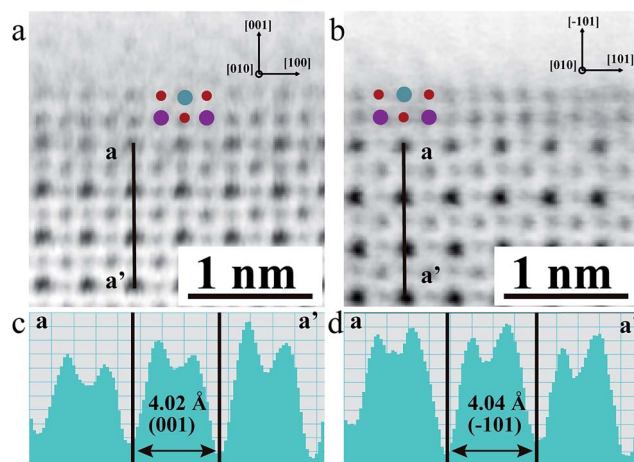 a
[001]
[100]
[010]
a
a'
1 nm
b
[-101]
[101]
[010]
a
a'
1 nm
c
a
a'
4.02 Å
(001)
d
a
a'
4.04 Å
(-101)